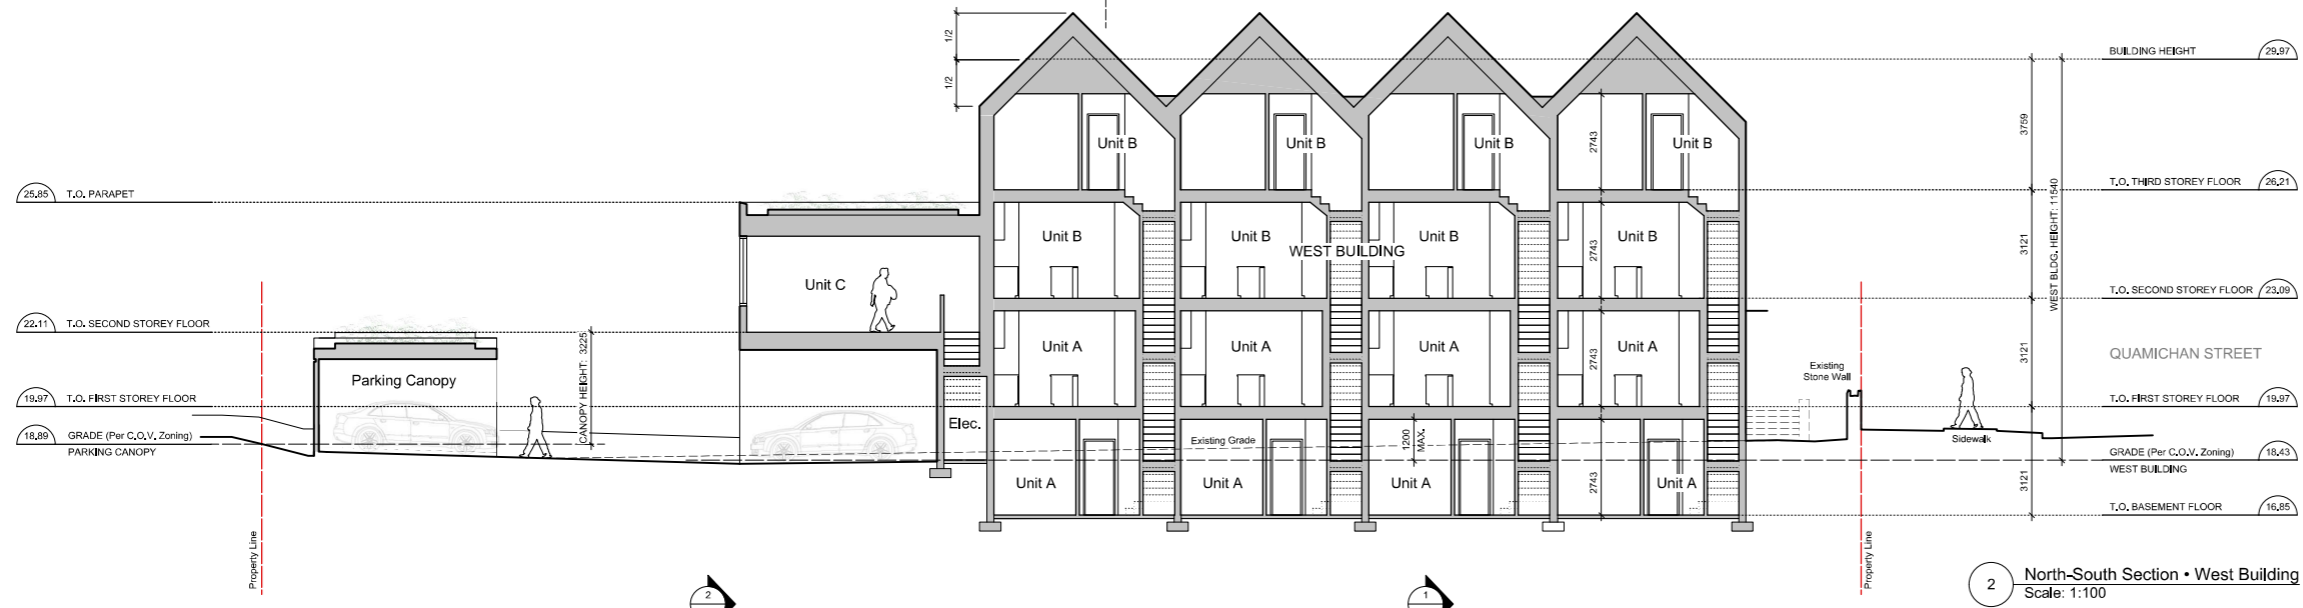 1/2
1/2
BUILDING HEIGHT 29.97
25.85 T.O. PARAPET
Unit B Unit B Unit B Unit B
2743
3759
T.O. THIRD STOREY FLOOR 26.21
WEST BLDG. HEIGHT: 11540
Unit B Unit B Unit B Unit B
WEST BUILDING
2743
3121
Unit C
T.O. SECOND STOREY FLOOR 23.09
22.11 T.O. SECOND STOREY FLOOR
CANOPY HEIGHT: 3225
Parking Canopy
Unit A Unit A Unit A Unit A
2743
3121
QUAMICHAN STREET
Existing
Stone Wall
19.97 T.O. FIRST STOREY FLOOR
T.O. FIRST STOREY FLOOR 19.97
Elec.
18.89 GRADE (Per C.O.V. Zoning)
PARKING CANOPY
Existing Grade
1200
MAX.
Sidewalk
GRADE (Per C.O.V. Zoning) 18.43
WEST BUILDING
Unit A Unit A Unit A Unit A
2743
3121
T.O. BASEMENT FLOOR 16.85
Property Line
Property Line
2
1
2 North-South Section • West Building
Scale: 1:100